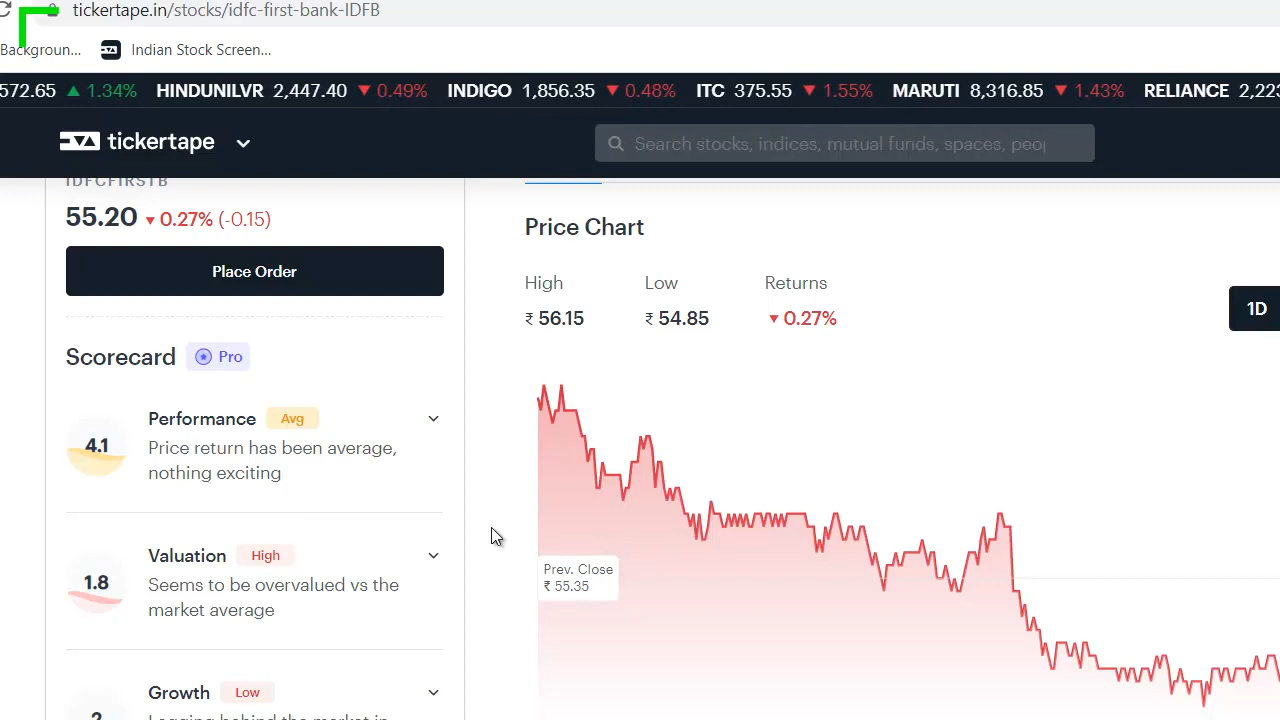 tickertape.in/stocks/idfc-first-bank-IDFB
Backgroun... Indian Stock Screen...
572.65 ▲ 1.34% HINDUNILVR 2,447.40 ▼ 0.49% INDIGO 1,856.35 ▼ 0.48% ITC 375.55 ▼ 1.55% MARUTI 8,316.85 ▼ 1.43% RELIANCE 2,223
tickertape
Search stocks, indices, mutual funds, spaces, peo
IDFCFIRSTB
55.20 ▼ 0.27% (-0.15)
Place Order
Scorecard Pro
Performance Avg
Price return has been average,
nothing exciting
4.1
Valuation High
Seems to be overvalued vs the
market average
1.8
Growth Low
2
Price Chart
High Low Returns
₹ 56.15 ₹ 54.85 ▼ 0.27%
1D
Prev. Close
₹ 55.35